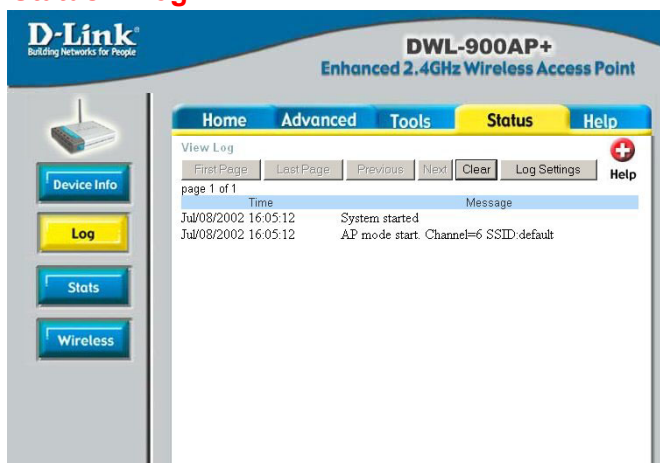 D-Link
Building Networks for People
DWL-900AP+
Enhanced 2.4GHz Wireless Access Point
Home Advanced Tools Status Help
View Log
First Page Last Page Previous Next Clear Log Settings Help
page 1 of 1
Time Message
Jul/08/2002 16:05:12 System started
Jul/08/2002 16:05:12 AP mode start. Channel=6 SSID:default
Device Info
Log
Stats
Wireless